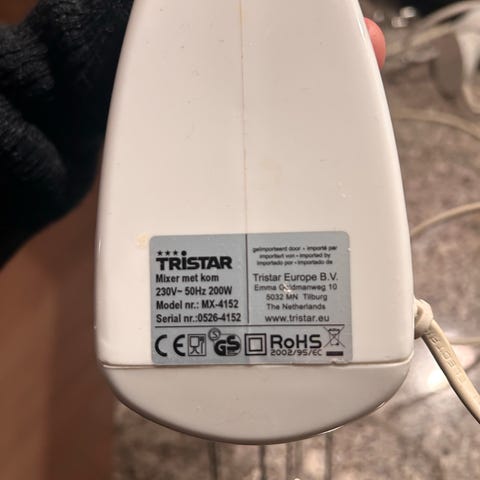 TRISTAR
Mixer met kom
230V~ 50Hz 200W
Model nr.: MX-4152
Serial nr.:0526-4152
geïmporteerd door - importé par
importiert von - imported by
importado por - importado de
Tristar Europe B.V.
Emma Goldmanweg 10
5032 MN Tilburg
The Netherlands
www.tristar.eu
CE
GS
RoHS
2002/95/EC